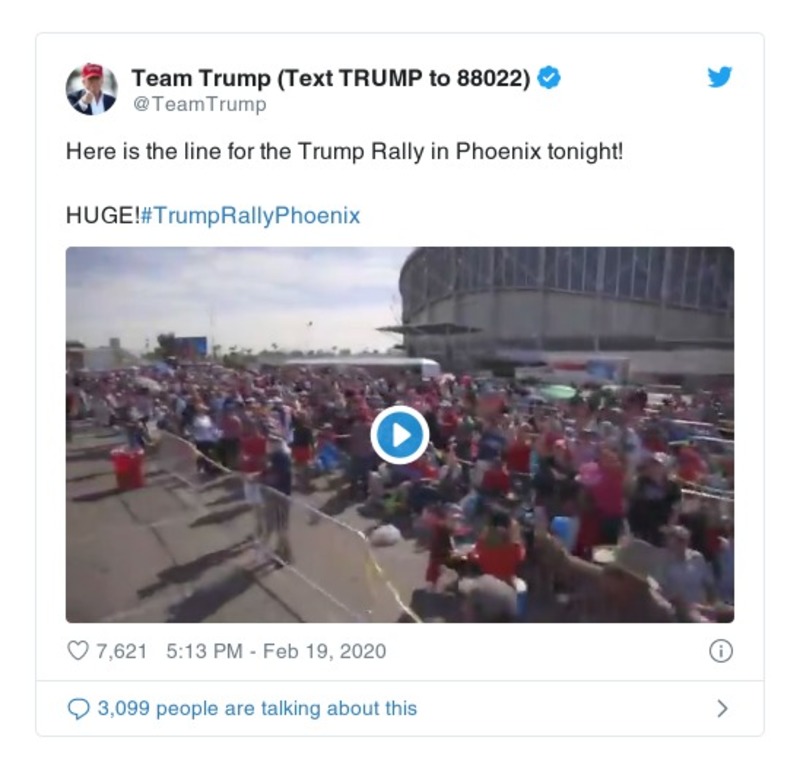 Team Trump (Text TRUMP to 88022)
@TeamTrump
Here is the line for the Trump Rally in Phoenix tonight!
HUGE!#TrumpRallyPhoenix
7,621 5:13 PM - Feb 19, 2020
3,099 people are talking about this